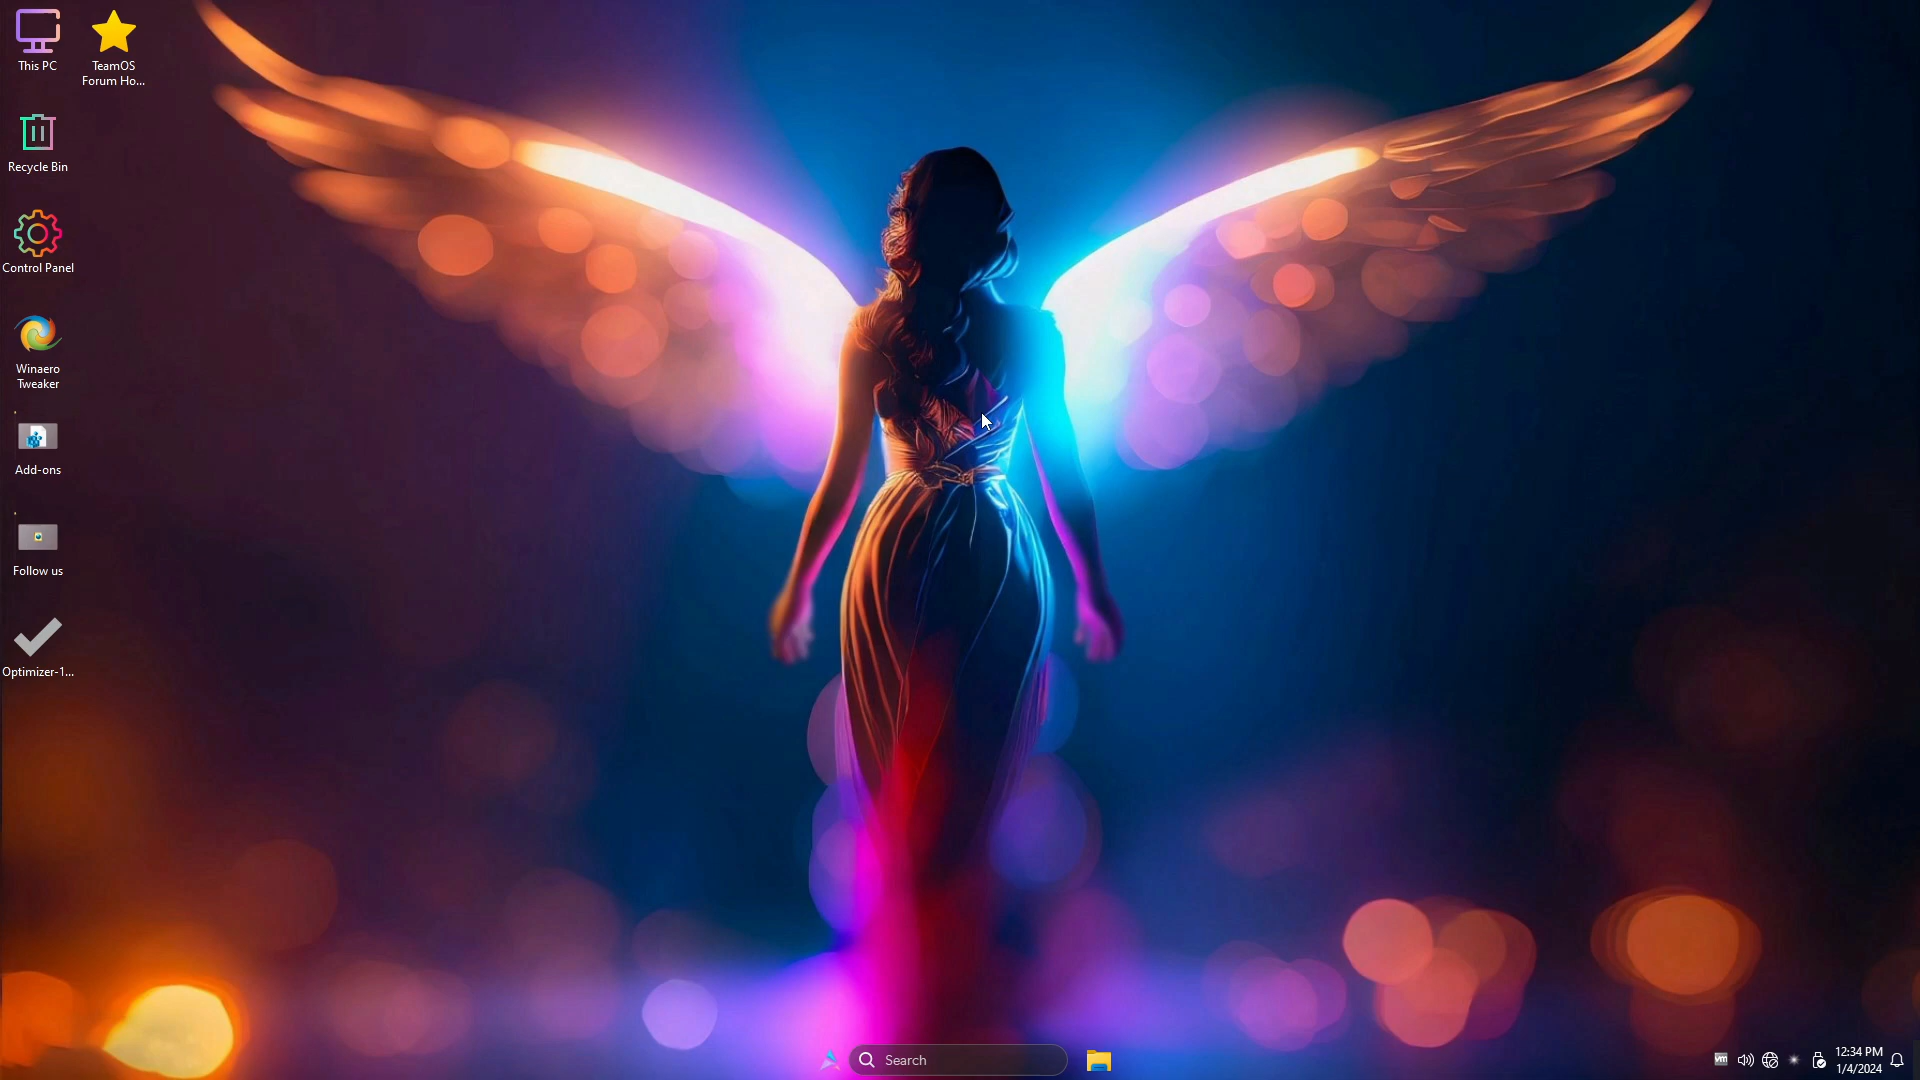 This PC
TeamOS
Forum Ho...
Recycle Bin
Control Panel
Winaero
Tweaker
Add-ons
Follow us
Optimizer-1...
Search
vm
12:34 PM
1/4/2024